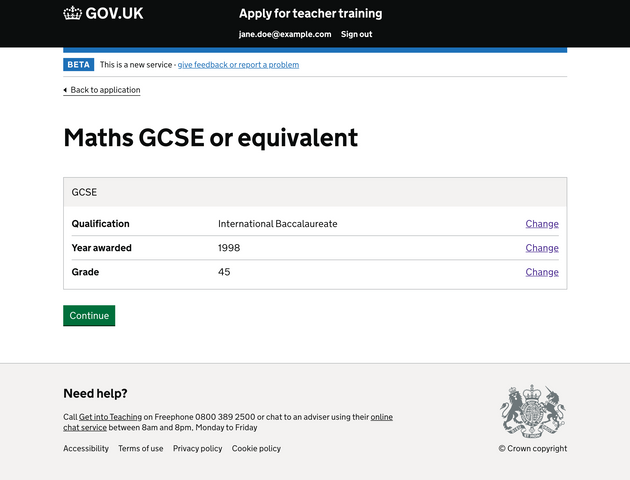 GOV.UK
Apply for teacher training
jane.doe@example.com Sign out
BETA This is a new service - give feedback or report a problem
Back to application
Maths GCSE or equivalent
GCSE
Qualification International Baccalaureate Change
Year awarded 1998 Change
Grade 45 Change
Continue
Need help?
Call Get into Teaching on Freephone 0800 389 2500 or chat to an adviser using their online
chat service between 8am and 8pm, Monday to Friday
Accessibility Terms of use Privacy policy Cookie policy
© Crown copyright